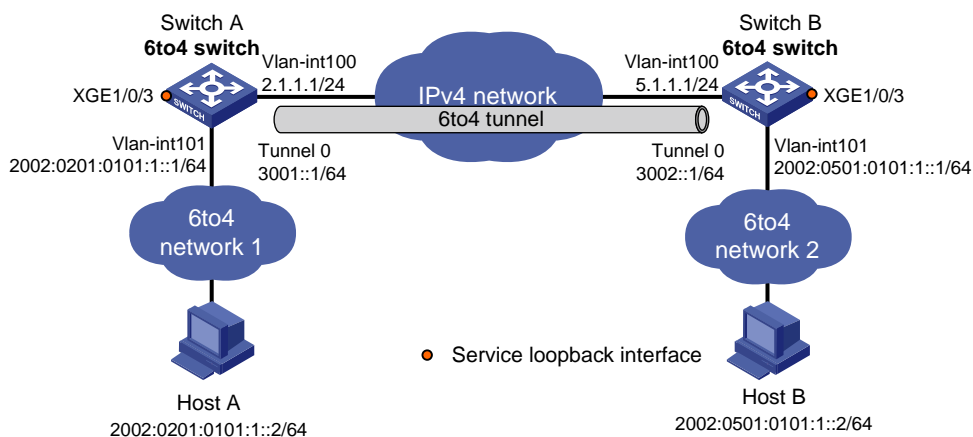 Switch A
6to4 switch
Switch B
6to4 switch
Vlan-int100
2.1.1.1/24
Vlan-int100
5.1.1.1/24
XGE1/0/3
SWITCH
IPv4 network
SWITCH
XGE1/0/3
6to4 tunnel
Vlan-int101
2002:0201:0101:1::1/64
Tunnel 0
3001::1/64
Tunnel 0
3002::1/64
Vlan-int101
2002:0501:0101:1::1/64
6to4
network 1
6to4
network 2
Service loopback interface
Host A
2002:0201:0101:1::2/64
Host B
2002:0501:0101:1::2/64